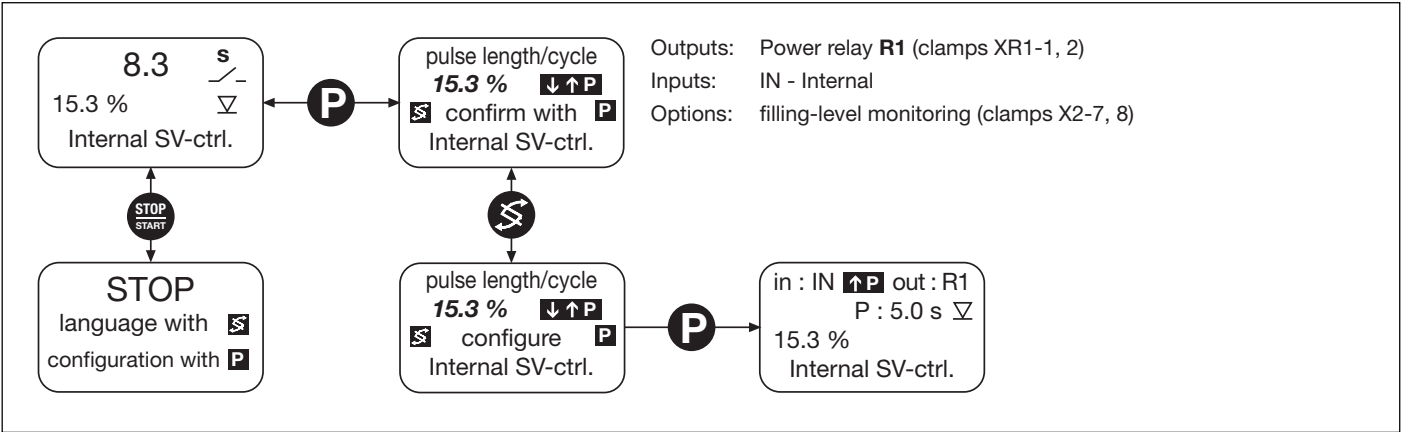 8.3 s
15.3 %
Internal SV-ctrl.
P
pulse length/cycle
15.3 % ↓ ↑ P
confirm with P
Internal SV-ctrl.
Outputs: Power relay R1 (clamps XR1-1, 2)
Inputs: IN - Internal
Options: filling-level monitoring (clamps X2-7, 8)
STOP
START
STOP
language with
configuration with P
pulse length/cycle
15.3 % ↓ ↑ P
configure P
Internal SV-ctrl.
P
in : IN ↑ P out : R1
P : 5.0 s
15.3 %
Internal SV-ctrl.